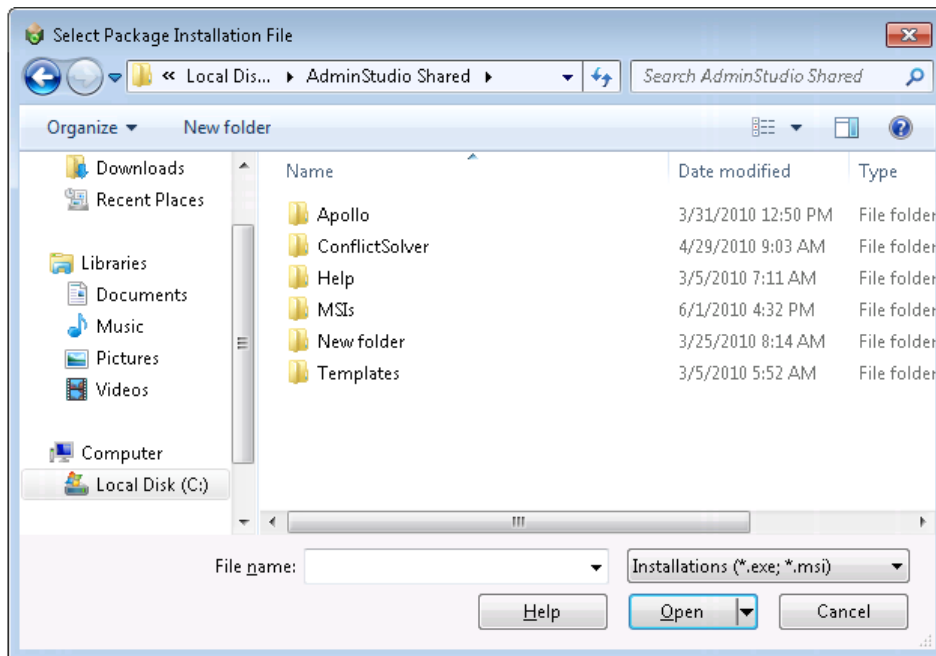 Select Package Installation File
« Local Dis... AdminStudio Shared Search AdminStudio Shared
Organize New folder
Downloads
Recent Places
Libraries
Documents
Music
Pictures
Videos
Computer
Local Disk (C:)
Name Date modified Type
Apollo 3/31/2010 12:50 PM File folder
ConflictSolver 4/29/2010 9:03 AM File folder
Help 3/5/2010 7:11 AM File folder
MSIs 6/1/2010 4:32 PM File folder
New folder 3/25/2010 8:14 AM File folder
Templates 3/5/2010 5:52 AM File folder
File name: Installations (*.exe; *.msi)
Help Open Cancel